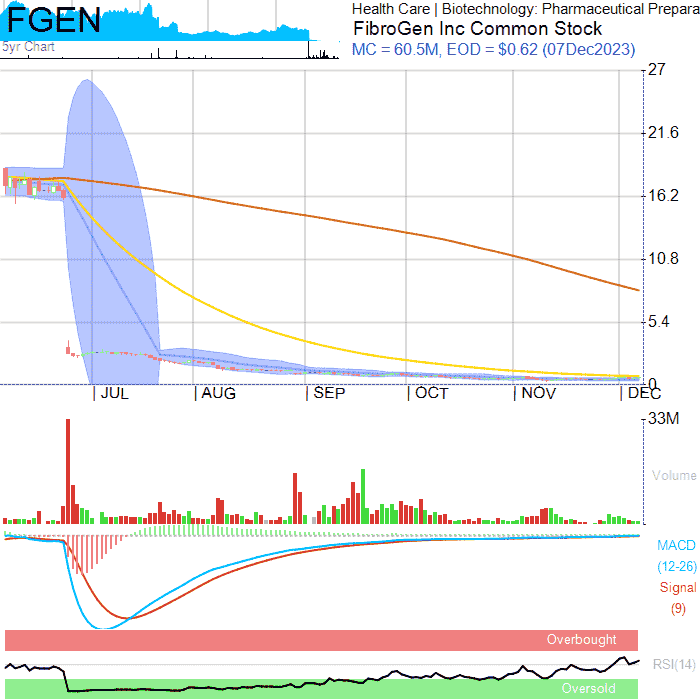 FGEN
5yr Chart
Health Care | Biotechnology: Pharmaceutical Prepara
FibroGen Inc Common Stock
MC = 60.5M, EOD = $0.62 (07Dec2023)
27
21.6
16.2
10.8
5.4
0
JUL AUG SEP OCT NOV DEC
33M
Volume
MACD
(12-26)
Signal
(9)
Overbought
RSI(14)
Oversold